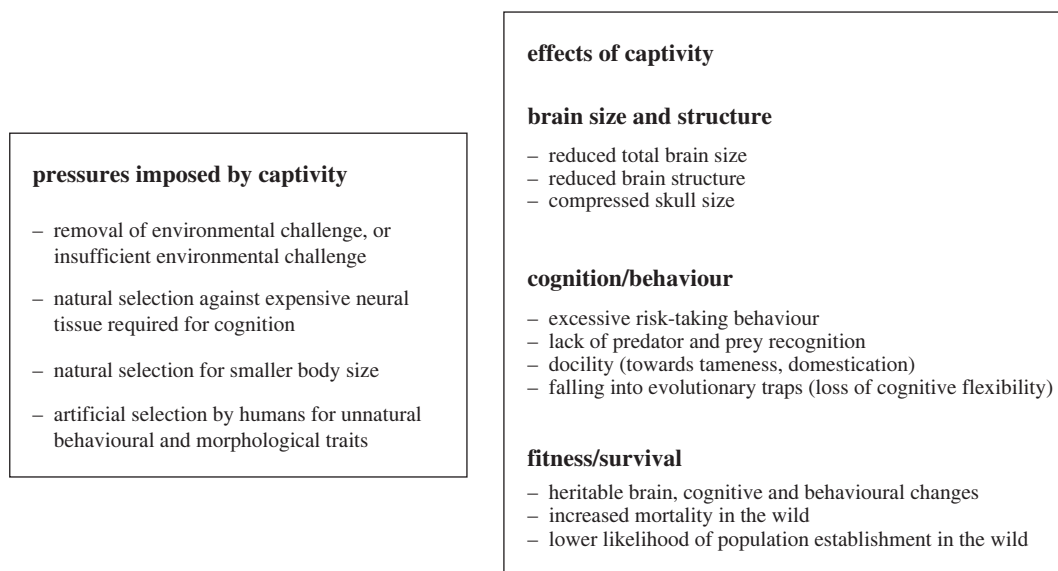 pressures imposed by captivity
– removal of environmental challenge, or
insufficient environmental challenge
– natural selection against expensive neural
tissue required for cognition
– natural selection for smaller body size
– artificial selection by humans for unnatural
behavioural and morphological traits
effects of captivity
brain size and structure
– reduced total brain size
– reduced brain structure
– compressed skull size
cognition/behaviour
– excessive risk-taking behaviour
– lack of predator and prey recognition
– docility (towards tameness, domestication)
– falling into evolutionary traps (loss of cognitive flexibility)
fitness/survival
– heritable brain, cognitive and behavioural changes
– increased mortality in the wild
– lower likelihood of population establishment in the wild